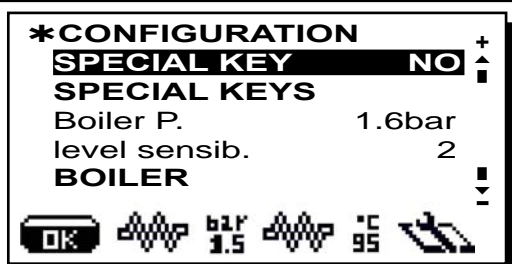 *CONFIGURATION
+
SPECIAL KEY NO
SPECIAL KEYS
Boiler P. 1.6bar
level sensib. 2
BOILER
-
OK bar 1.5 °C 95